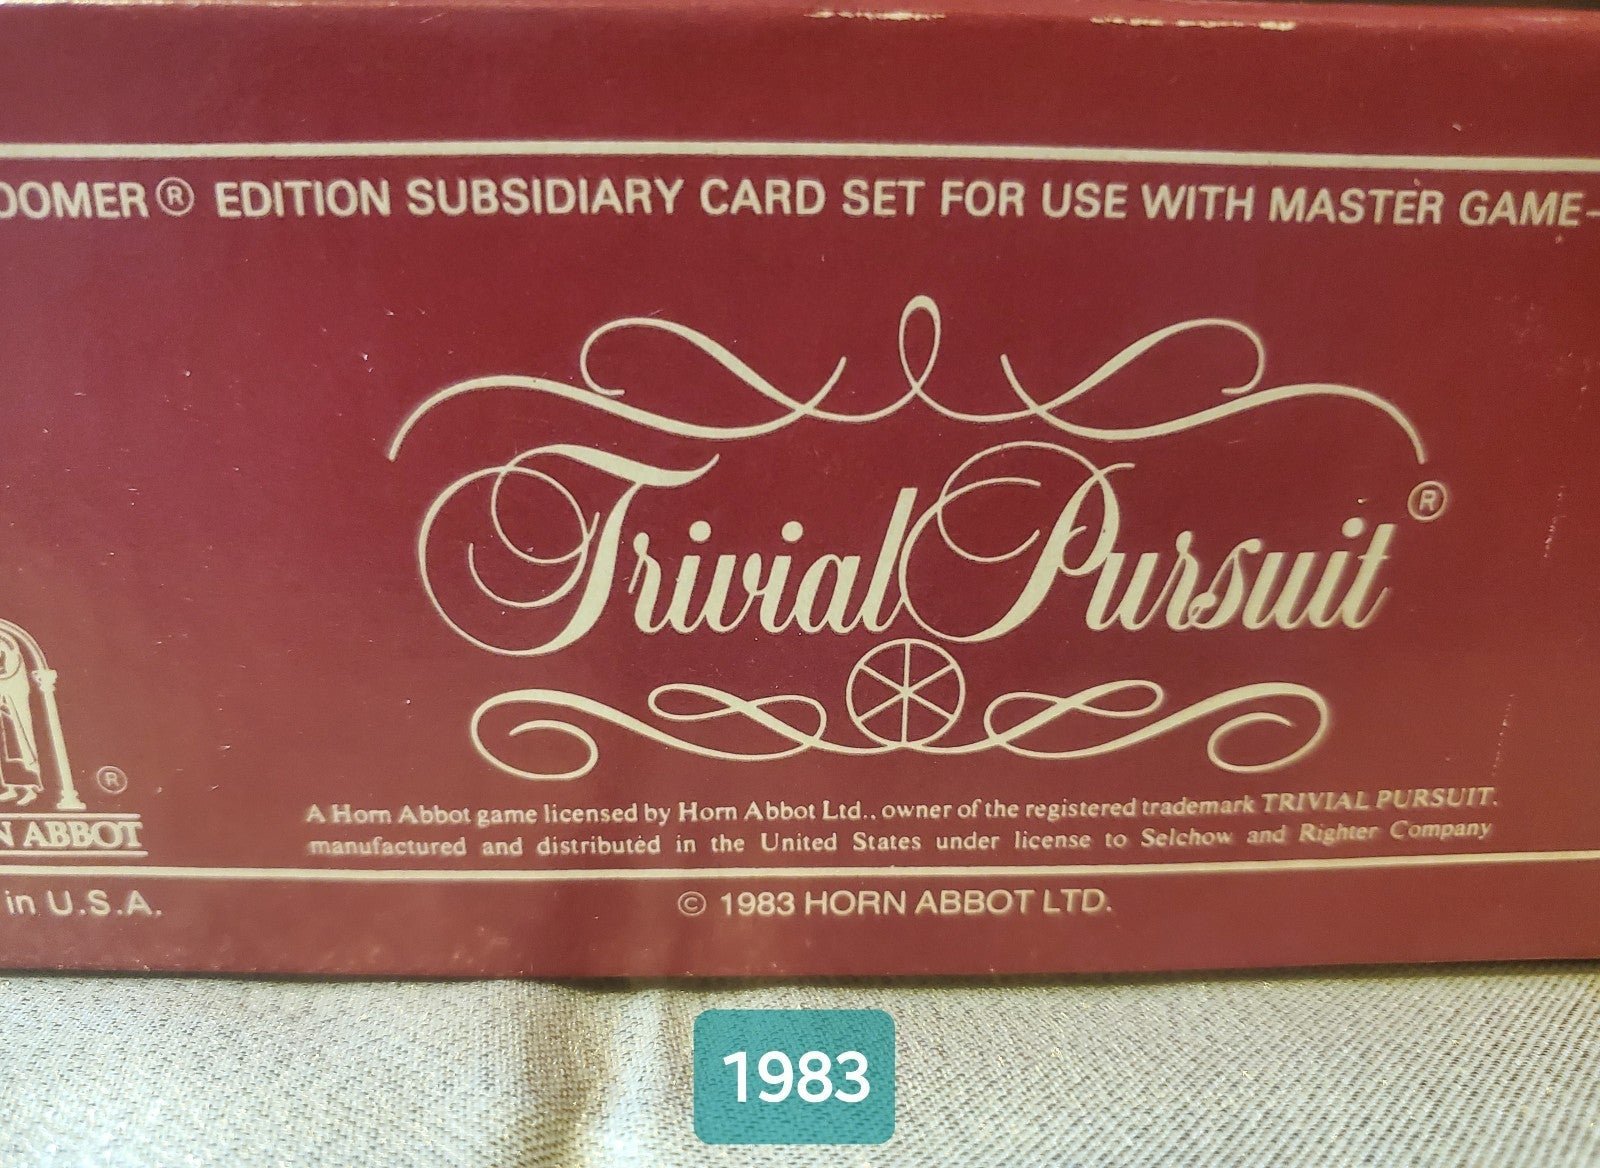 OOMER® EDITION SUBSIDIARY CARD SET FOR USE WITH MASTER GAME-
Trivial Pursuit®
®
N ABBOT
A Horn Abbot game licensed by Horn Abbot Ltd., owner of the registered trademark TRIVIAL PURSUIT.
manufactured and distributed in the United States under license to Selchow and Righter Company
in U.S.A.
© 1983 HORN ABBOT LTD.
1983